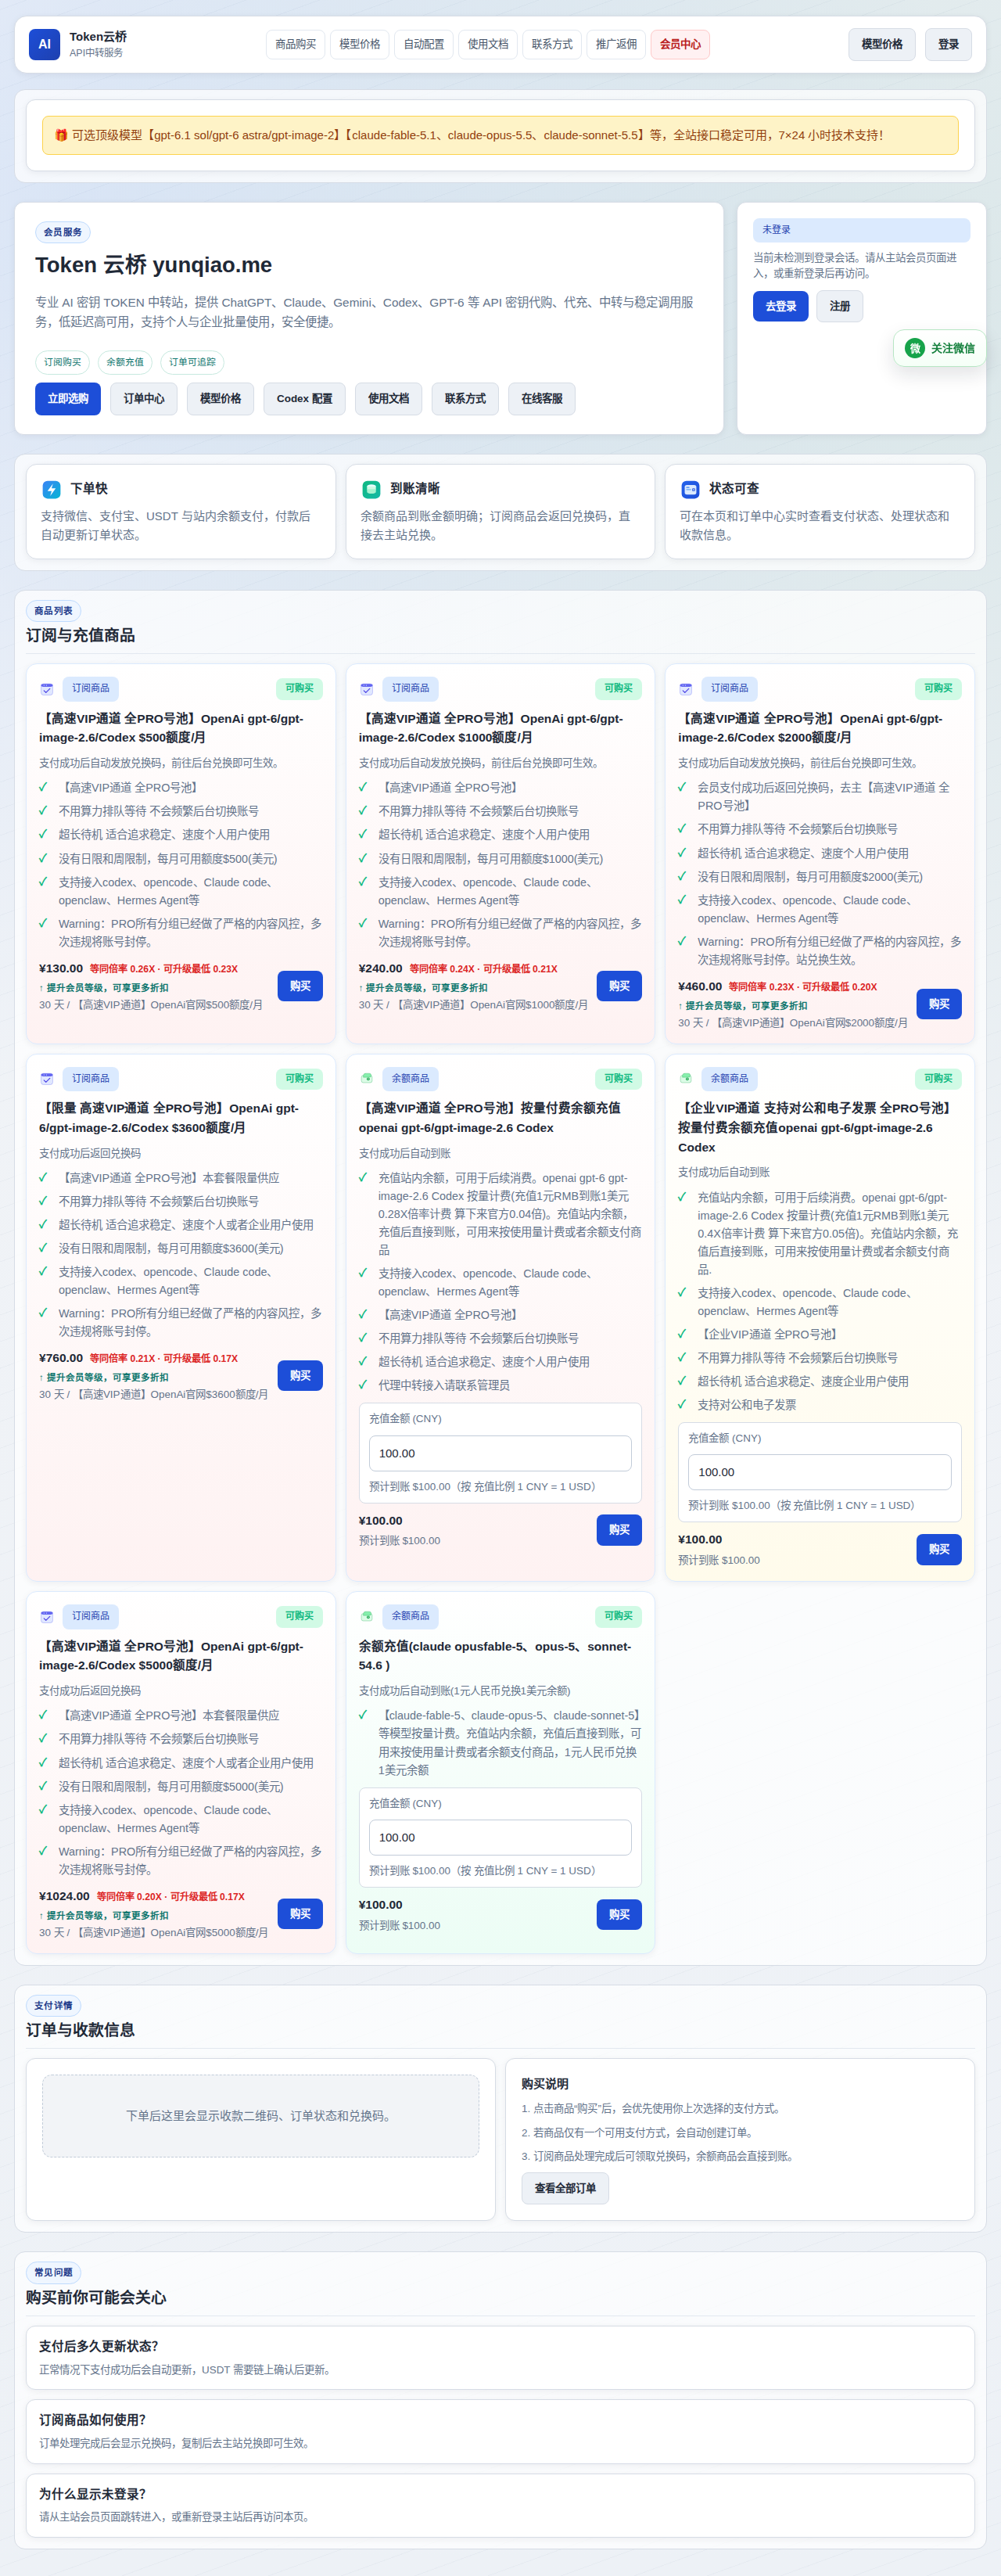 AI
Token云桥
API中转服务
商品购买 模型价格 自动配置 使用文档 联系方式 推广返佣 会员中心
模型价格 登录
🎁 可选顶级模型【gpt-6.1 sol/gpt-6 astra/gpt-image-2】【claude-fable-5.1、claude-opus-5.5、claude-sonnet-5.5】等，全站接口稳定可用，7×24 小时技术支持！
会员服务
Token 云桥 yunqiao.me
专业 AI 密钥 TOKEN 中转站，提供 ChatGPT、Claude、Gemini、Codex、GPT-6 等 API 密钥代购、代充、中转与稳定调用服
务，低延迟高可用，支持个人与企业批量使用，安全便捷。
订阅购买 余额充值 订单可追踪
立即选购 订单中心 模型价格 Codex 配置 使用文档 联系方式 在线客服
未登录
当前未检测到登录会话。请从主站会员页面进
入，或重新登录后再访问。
去登录 注册
微 关注微信
下单快
支持微信、支付宝、USDT 与站内余额支付，付款后
自动更新订单状态。
到账清晰
余额商品到账金额明确；订阅商品会返回兑换码，直
接去主站兑换。
状态可查
可在本页和订单中心实时查看支付状态、处理状态和
收款信息。
商品列表
订阅与充值商品
订阅商品 可购买
【高速VIP通道 全PRO号池】OpenAi gpt-6/gpt-
image-2.6/Codex $500额度/月
支付成功后自动发放兑换码，前往后台兑换即可生效。
✓ 【高速VIP通道 全PRO号池】
✓ 不用算力排队等待 不会频繁后台切换账号
✓ 超长待机 适合追求稳定、速度个人用户使用
✓ 没有日限和周限制，每月可用额度$500(美元)
✓ 支持接入codex、opencode、Claude code、
openclaw、Hermes Agent等
✓ Warning：PRO所有分组已经做了严格的内容风控，多
次违规将账号封停。
¥130.00 等同倍率 0.26X · 可升级最低 0.23X
↑ 提升会员等级，可享更多折扣
30 天 / 【高速VIP通道】OpenAi官网$500额度/月
购买
订阅商品 可购买
【高速VIP通道 全PRO号池】OpenAi gpt-6/gpt-
image-2.6/Codex $1000额度/月
支付成功后自动发放兑换码，前往后台兑换即可生效。
✓ 【高速VIP通道 全PRO号池】
✓ 不用算力排队等待 不会频繁后台切换账号
✓ 超长待机 适合追求稳定、速度个人用户使用
✓ 没有日限和周限制，每月可用额度$1000(美元)
✓ 支持接入codex、opencode、Claude code、
openclaw、Hermes Agent等
✓ Warning：PRO所有分组已经做了严格的内容风控，多
次违规将账号封停。
¥240.00 等同倍率 0.24X · 可升级最低 0.21X
↑ 提升会员等级，可享更多折扣
30 天 / 【高速VIP通道】OpenAi官网$1000额度/月
购买
订阅商品 可购买
【高速VIP通道 全PRO号池】OpenAi gpt-6/gpt-
image-2.6/Codex $2000额度/月
支付成功后自动发放兑换码，前往后台兑换即可生效。
✓ 会员支付成功后返回兑换码，去主【高速VIP通道 全
PRO号池】
✓ 不用算力排队等待 不会频繁后台切换账号
✓ 超长待机 适合追求稳定、速度个人用户使用
✓ 没有日限和周限制，每月可用额度$2000(美元)
✓ 支持接入codex、opencode、Claude code、
openclaw、Hermes Agent等
✓ Warning：PRO所有分组已经做了严格的内容风控，多
次违规将账号封停。站兑换生效。
¥460.00 等同倍率 0.23X · 可升级最低 0.20X
↑ 提升会员等级，可享更多折扣
30 天 / 【高速VIP通道】OpenAi官网$2000额度/月
购买
订阅商品 可购买
【限量 高速VIP通道 全PRO号池】OpenAi gpt-
6/gpt-image-2.6/Codex $3600额度/月
支付成功后返回兑换码
✓ 【高速VIP通道 全PRO号池】本套餐限量供应
✓ 不用算力排队等待 不会频繁后台切换账号
✓ 超长待机 适合追求稳定、速度个人或者企业用户使用
✓ 没有日限和周限制，每月可用额度$3600(美元)
✓ 支持接入codex、opencode、Claude code、
openclaw、Hermes Agent等
✓ Warning：PRO所有分组已经做了严格的内容风控，多
次违规将账号封停。
¥760.00 等同倍率 0.21X · 可升级最低 0.17X
↑ 提升会员等级，可享更多折扣
30 天 / 【高速VIP通道】OpenAi官网$3600额度/月
购买
余额商品 可购买
【高速VIP通道 全PRO号池】按量付费余额充值
openai gpt-6/gpt-image-2.6 Codex
支付成功后自动到账
✓ 充值站内余额，可用于后续消费。openai gpt-6 gpt-
image-2.6 Codex 按量计费(充值1元RMB到账1美元
0.28X倍率计费 算下来官方0.04倍)。充值站内余额，
充值后直接到账，可用来按使用量计费或者余额支付商
品
✓ 支持接入codex、opencode、Claude code、
openclaw、Hermes Agent等
✓ 【高速VIP通道 全PRO号池】
✓ 不用算力排队等待 不会频繁后台切换账号
✓ 超长待机 适合追求稳定、速度个人用户使用
✓ 代理中转接入请联系管理员
充值金额 (CNY)
100.00
预计到账 $100.00（按 充值比例 1 CNY = 1 USD）
¥100.00
预计到账 $100.00
购买
余额商品 可购买
【企业VIP通道 支持对公和电子发票 全PRO号池】
按量付费余额充值openai gpt-6/gpt-image-2.6
Codex
支付成功后自动到账
✓ 充值站内余额，可用于后续消费。openai gpt-6/gpt-
image-2.6 Codex 按量计费(充值1元RMB到账1美元
0.4X倍率计费 算下来官方0.05倍)。充值站内余额，充
值后直接到账，可用来按使用量计费或者余额支付商
品.
✓ 支持接入codex、opencode、Claude code、
openclaw、Hermes Agent等
✓ 【企业VIP通道 全PRO号池】
✓ 不用算力排队等待 不会频繁后台切换账号
✓ 超长待机 适合追求稳定、速度企业用户使用
✓ 支持对公和电子发票
充值金额 (CNY)
100.00
预计到账 $100.00（按 充值比例 1 CNY = 1 USD）
¥100.00
预计到账 $100.00
购买
订阅商品 可购买
【高速VIP通道 全PRO号池】OpenAi gpt-6/gpt-
image-2.6/Codex $5000额度/月
支付成功后返回兑换码
✓ 【高速VIP通道 全PRO号池】本套餐限量供应
✓ 不用算力排队等待 不会频繁后台切换账号
✓ 超长待机 适合追求稳定、速度个人或者企业用户使用
✓ 没有日限和周限制，每月可用额度$5000(美元)
✓ 支持接入codex、opencode、Claude code、
openclaw、Hermes Agent等
✓ Warning：PRO所有分组已经做了严格的内容风控，多
次违规将账号封停。
¥1024.00 等同倍率 0.20X · 可升级最低 0.17X
↑ 提升会员等级，可享更多折扣
30 天 / 【高速VIP通道】OpenAi官网$5000额度/月
购买
余额商品 可购买
余额充值(claude opusfable-5、opus-5、sonnet-
54.6 )
支付成功后自动到账(1元人民币兑换1美元余额)
✓ 【claude-fable-5、claude-opus-5、claude-sonnet-5】
等模型按量计费。充值站内余额，充值后直接到账，可
用来按使用量计费或者余额支付商品，1元人民币兑换
1美元余额
充值金额 (CNY)
100.00
预计到账 $100.00（按 充值比例 1 CNY = 1 USD）
¥100.00
预计到账 $100.00
购买
支付详情
订单与收款信息
下单后这里会显示收款二维码、订单状态和兑换码。
购买说明
1. 点击商品“购买”后，会优先使用你上次选择的支付方式。
2. 若商品仅有一个可用支付方式，会自动创建订单。
3. 订阅商品处理完成后可领取兑换码，余额商品会直接到账。
查看全部订单
常见问题
购买前你可能会关心
支付后多久更新状态？
正常情况下支付成功后会自动更新，USDT 需要链上确认后更新。
订阅商品如何使用？
订单处理完成后会显示兑换码，复制后去主站兑换即可生效。
为什么显示未登录？
请从主站会员页面跳转进入，或重新登录主站后再访问本页。